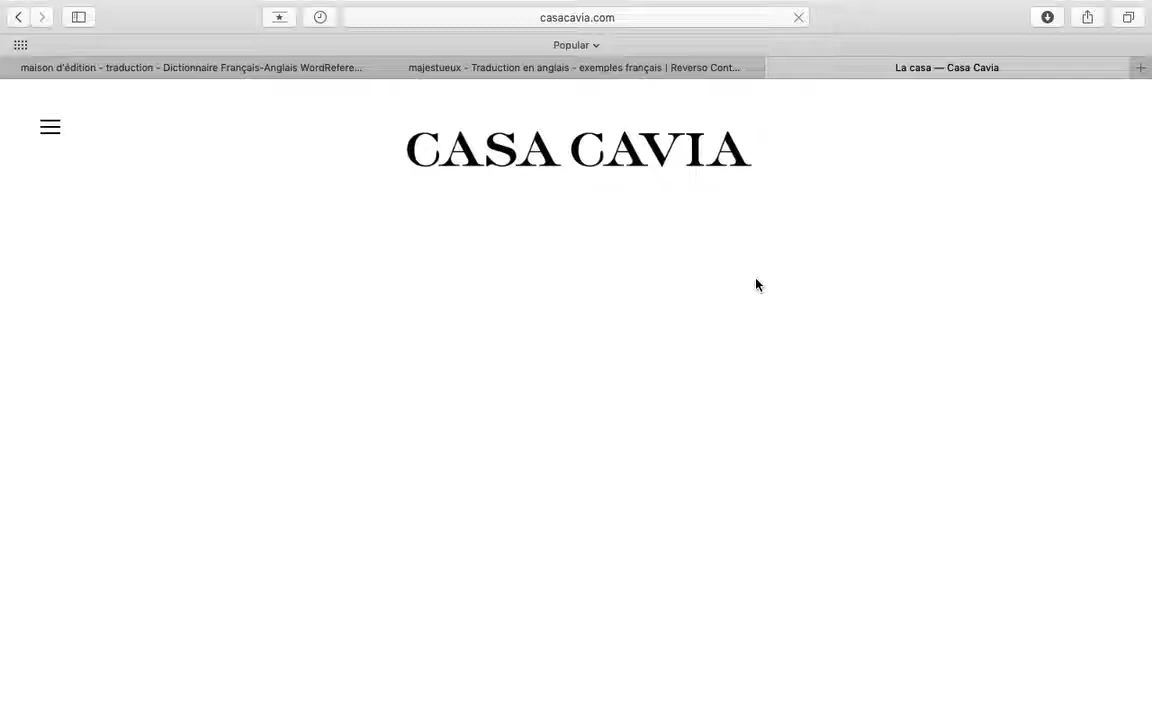 casacavia.com
Popular
maison d'édition - traduction - Dictionnaire Français-Anglais WordRefere...
majestueux - Traduction en anglais - exemples français | Reverso Cont...
La casa — Casa Cavia
CASA CAVIA